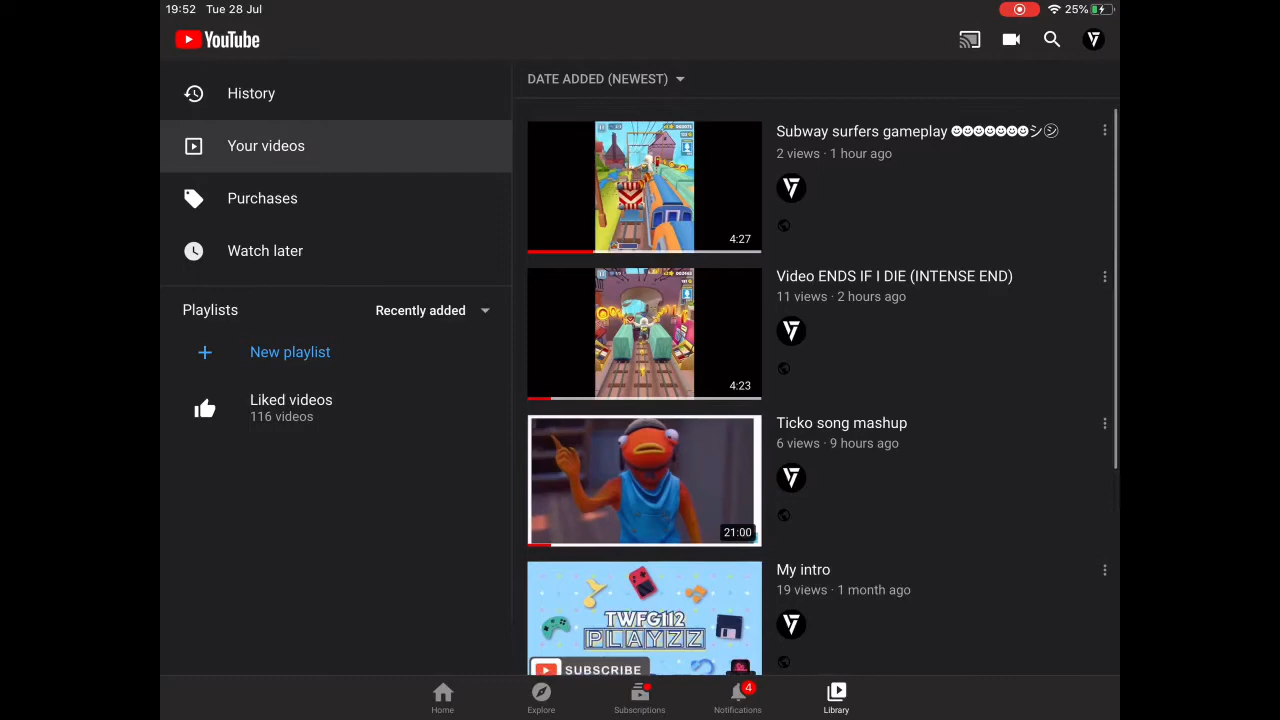 19:52 Tue 28 Jul
25%
YouTube
History
Your videos
Purchases
Watch later
Playlists
Recently added
New playlist
Liked videos
116 videos
DATE ADDED (NEWEST)
Subway surfers gameplay ☻☻☻☻☻☻☻シ㋛
2 views · 1 hour ago
4:27
Video ENDS IF I DIE (INTENSE END)
11 views · 2 hours ago
4:23
Ticko song mashup
6 views · 9 hours ago
21:00
My intro
19 views · 1 month ago
TWFG112
PLAYZZ
SUBSCRIBE
Home
Explore
Subscriptions
4
Notifications
Library